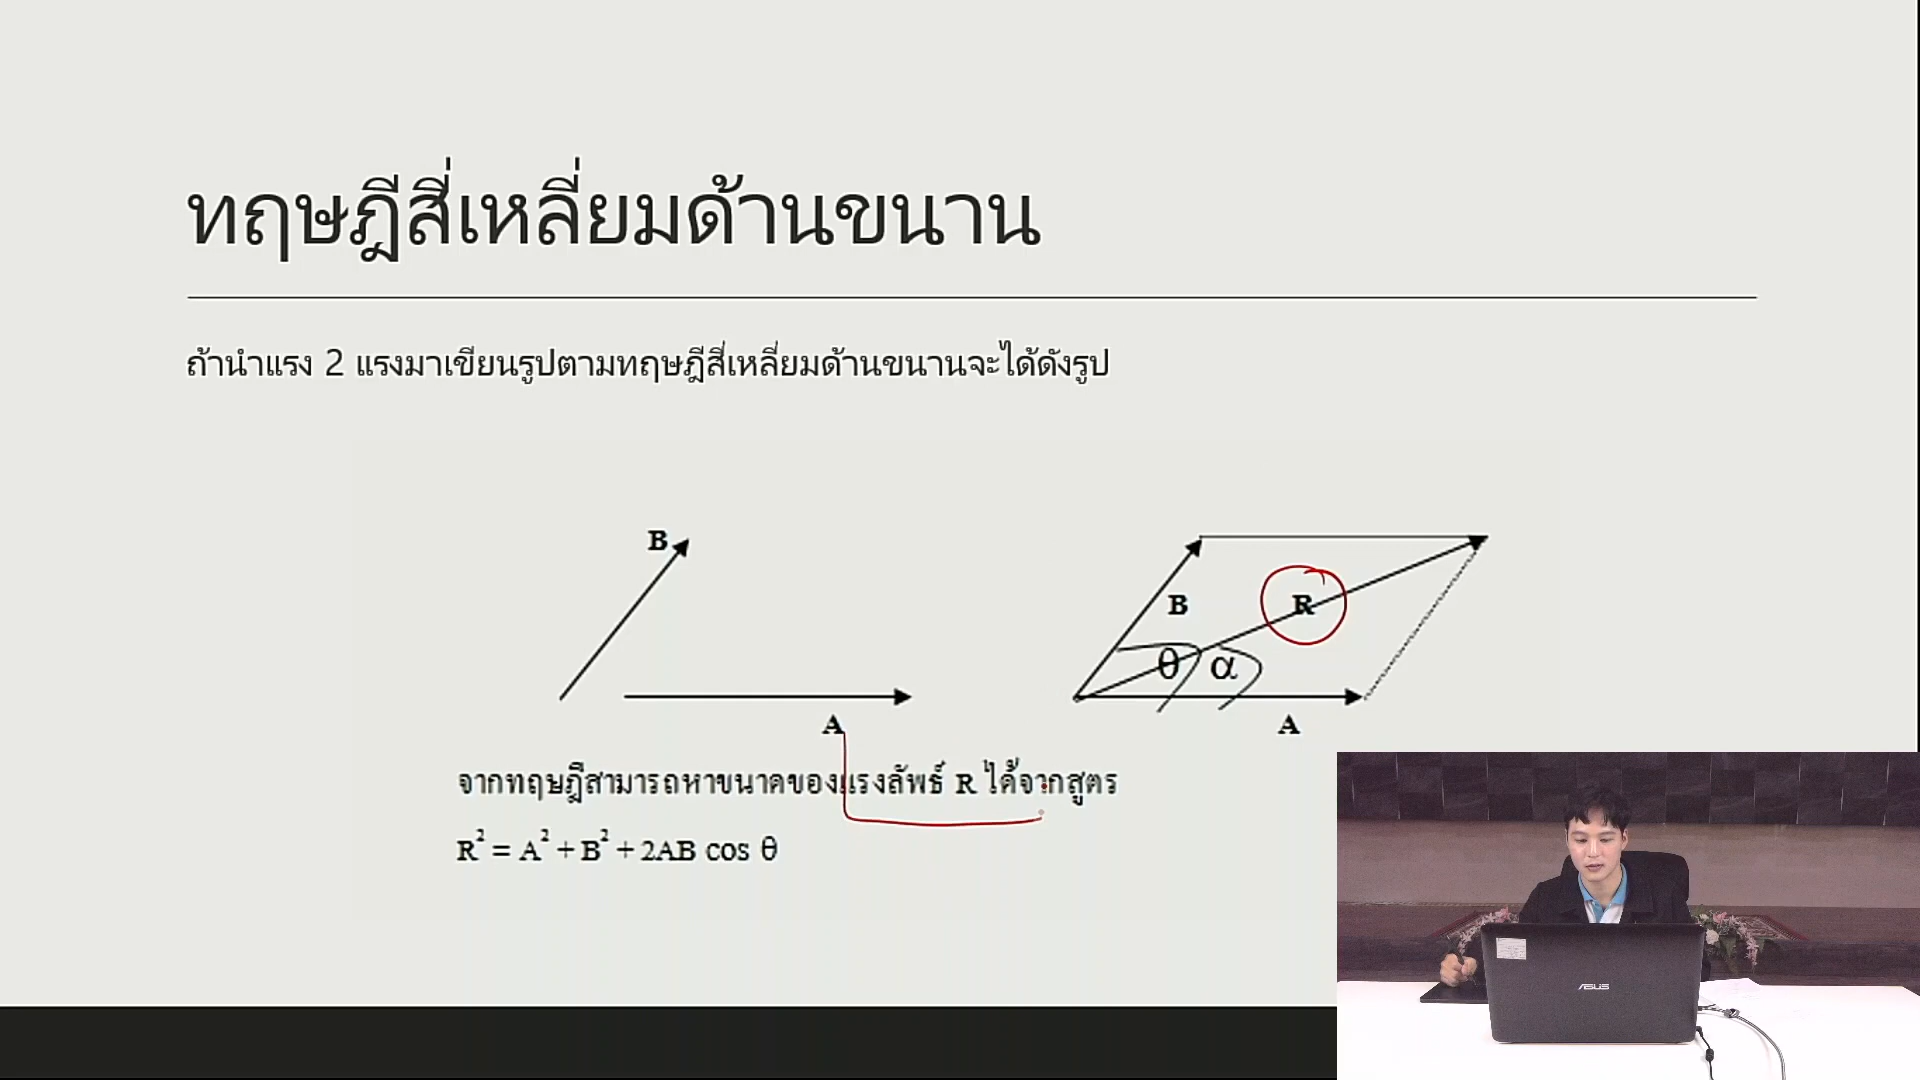 ทฤษฎีสี่เหลี่ยมด้านขนาน
ถ้านำแรง 2 แรงมาเขียนรูปตามทฤษฎีสี่เหลี่ยมด้านขนานจะได้ดังรูป
B
A
B
R
θ
α
A
จากทฤษฎีสามารถหาขนาดของแรงลัพธ์ R ได้จากสูตร
R² = A² + B² + 2AB cos θ
ASUS